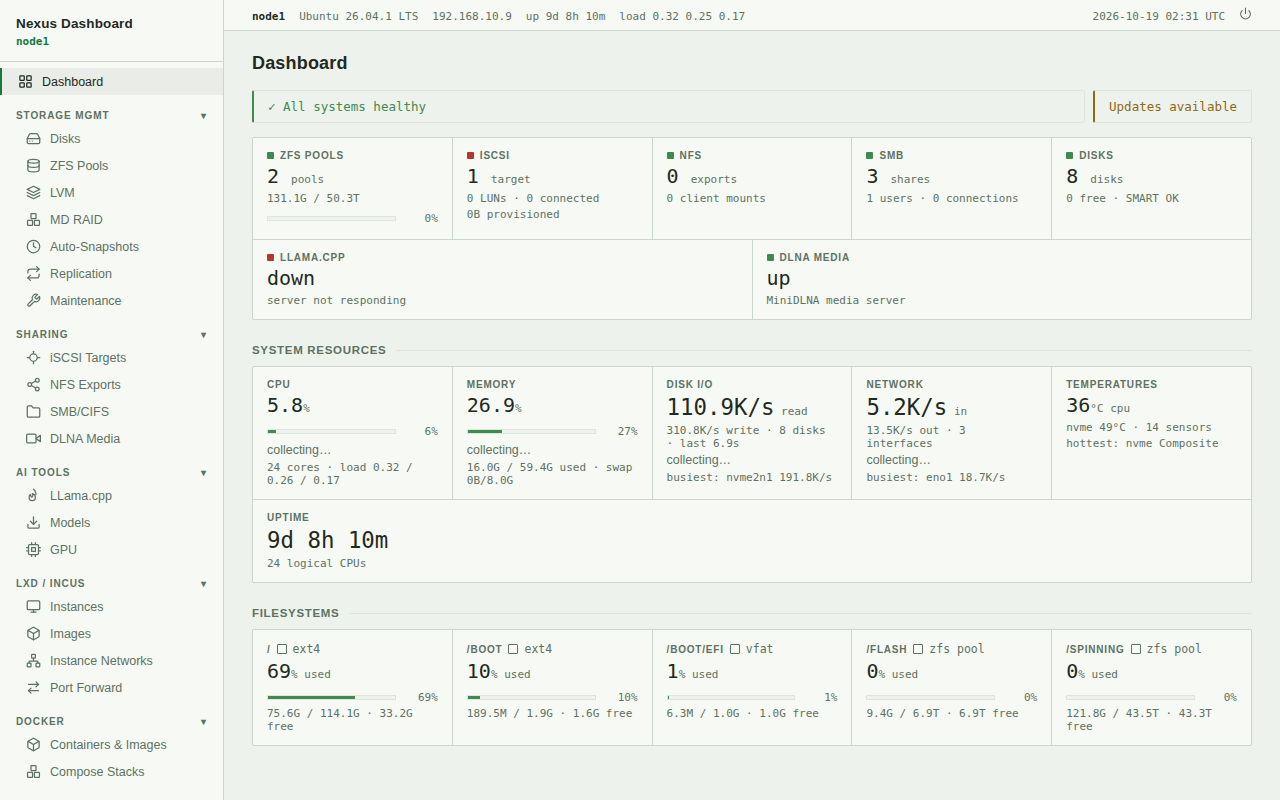 Nexus Dashboard
node1
Dashboard
STORAGE MGMT ▾
Disks
ZFS Pools
LVM
MD RAID
Auto-Snapshots
Replication
Maintenance
SHARING ▾
iSCSI Targets
NFS Exports
SMB/CIFS
DLNA Media
AI TOOLS ▾
LLama.cpp
Models
GPU
LXD / INCUS ▾
Instances
Images
Instance Networks
Port Forward
DOCKER ▾
Containers & Images
Compose Stacks
node1 Ubuntu 26.04.1 LTS 192.168.10.9 up 9d 8h 10m load 0.32 0.25 0.17 2026-10-19 02:31 UTC
Dashboard
✓ All systems healthy
Updates available
ZFS POOLS
2 pools
131.1G / 50.3T
0%
ISCSI
1 target
0 LUNs · 0 connected
0B provisioned
NFS
0 exports
0 client mounts
SMB
3 shares
1 users · 0 connections
DISKS
8 disks
0 free · SMART OK
LLAMA.CPP
down
server not responding
DLNA MEDIA
up
MiniDLNA media server
SYSTEM RESOURCES
CPU
5.8%
6%
collecting…
24 cores · load 0.32 /
0.26 / 0.17
MEMORY
26.9%
27%
collecting…
16.0G / 59.4G used · swap
0B/8.0G
DISK I/O
110.9K/s read
310.8K/s write · 8 disks
· last 6.9s
collecting…
busiest: nvme2n1 191.8K/s
NETWORK
5.2K/s in
13.5K/s out · 3
interfaces
collecting…
busiest: eno1 18.7K/s
TEMPERATURES
36°C cpu
nvme 49°C · 14 sensors
hottest: nvme Composite
UPTIME
9d 8h 10m
24 logical CPUs
FILESYSTEMS
/ ext4
69% used
69%
75.6G / 114.1G · 33.2G
free
/BOOT ext4
10% used
10%
189.5M / 1.9G · 1.6G free
/BOOT/EFI vfat
1% used
1%
6.3M / 1.0G · 1.0G free
/FLASH zfs pool
0% used
0%
9.4G / 6.9T · 6.9T free
/SPINNING zfs pool
0% used
0%
121.8G / 43.5T · 43.3T
free